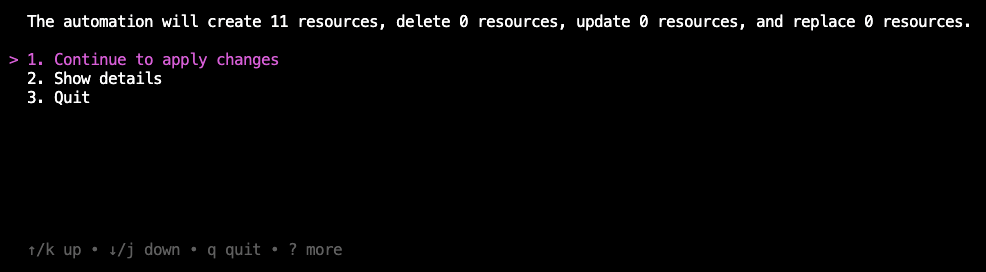 The automation will create 11 resources, delete 0 resources, update 0 resources, and replace 0 resources.
> 1. Continue to apply changes
2. Show details
3. Quit
↑/k up • ↓/j down • q quit • ? more